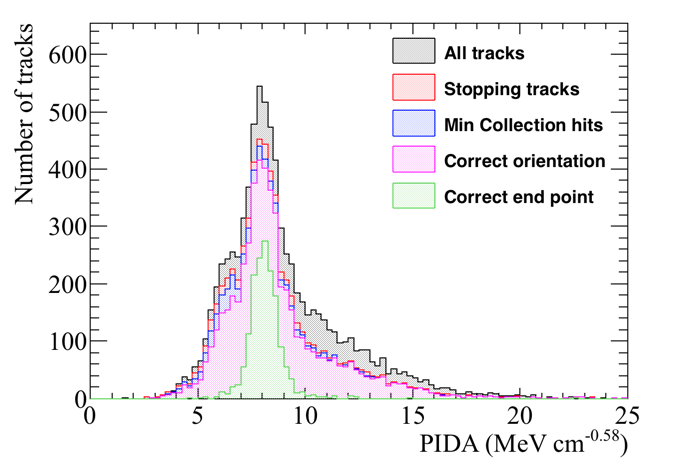 Number of tracks
600
500
400
300
200
100
0
All tracks
Stopping tracks
Min Collection hits
Correct orientation
Correct end point
0 5 10 15 20 25
PIDA (MeV cm-0.58)